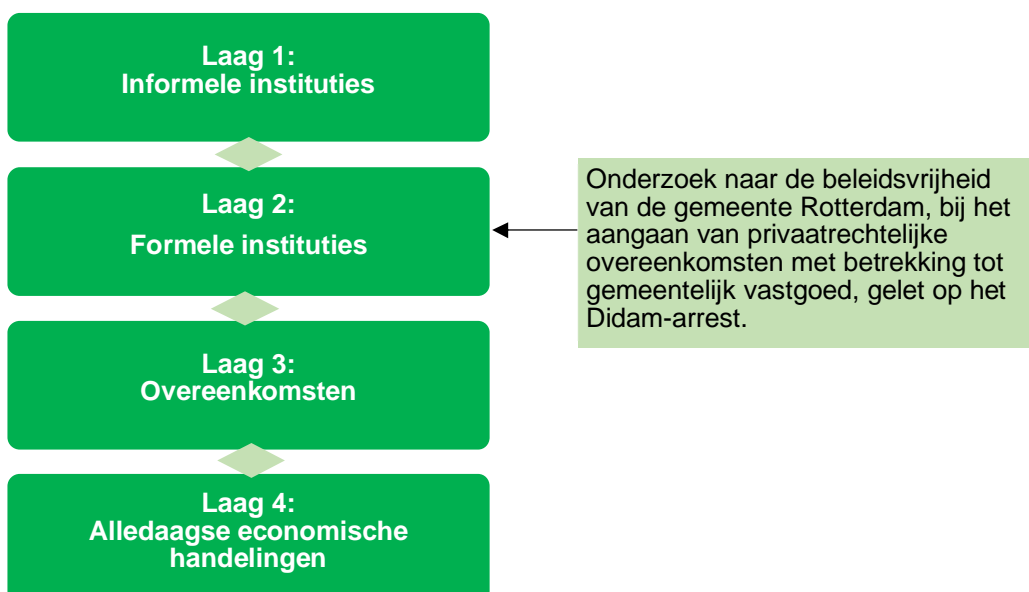 Laag 1:
Informele instituties
Laag 2:
Formele instituties
Onderzoek naar de beleidsvrijheid
van de gemeente Rotterdam, bij het
aangaan van privaatrechtelijke
overeenkomsten met betrekking tot
gemeentelijk vastgoed, gelet op het
Didam-arrest.
Laag 3:
Overeenkomsten
Laag 4:
Alledaagse economische
handelingen